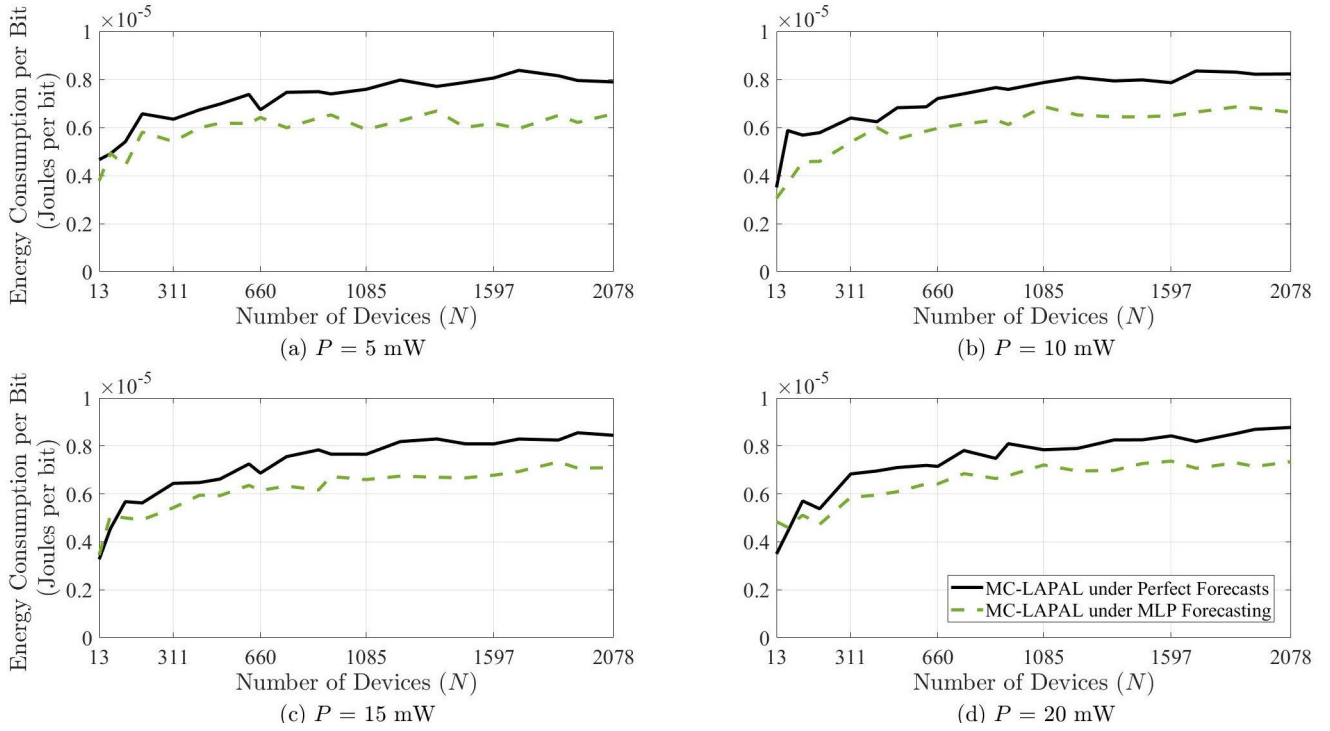 ×10-5
1
0.8
0.6
0.4
0.2
0
Energy Consumption per Bit
(Joules per bit)
13 311 660 1085 1597 2078
Number of Devices (N)
(a) P = 5 mW
×10-5
1
0.8
0.6
0.4
0.2
0
13 311 660 1085 1597 2078
Number of Devices (N)
(b) P = 10 mW
×10-5
1
0.8
0.6
0.4
0.2
0
Energy Consumption per Bit
(Joules per bit)
13 311 660 1085 1597 2078
Number of Devices (N)
(c) P = 15 mW
×10-5
1
0.8
0.6
0.4
0.2
0
MC-LAPAL under Perfect Forecasts
MC-LAPAL under MLP Forecasting
13 311 660 1085 1597 2078
Number of Devices (N)
(d) P = 20 mW